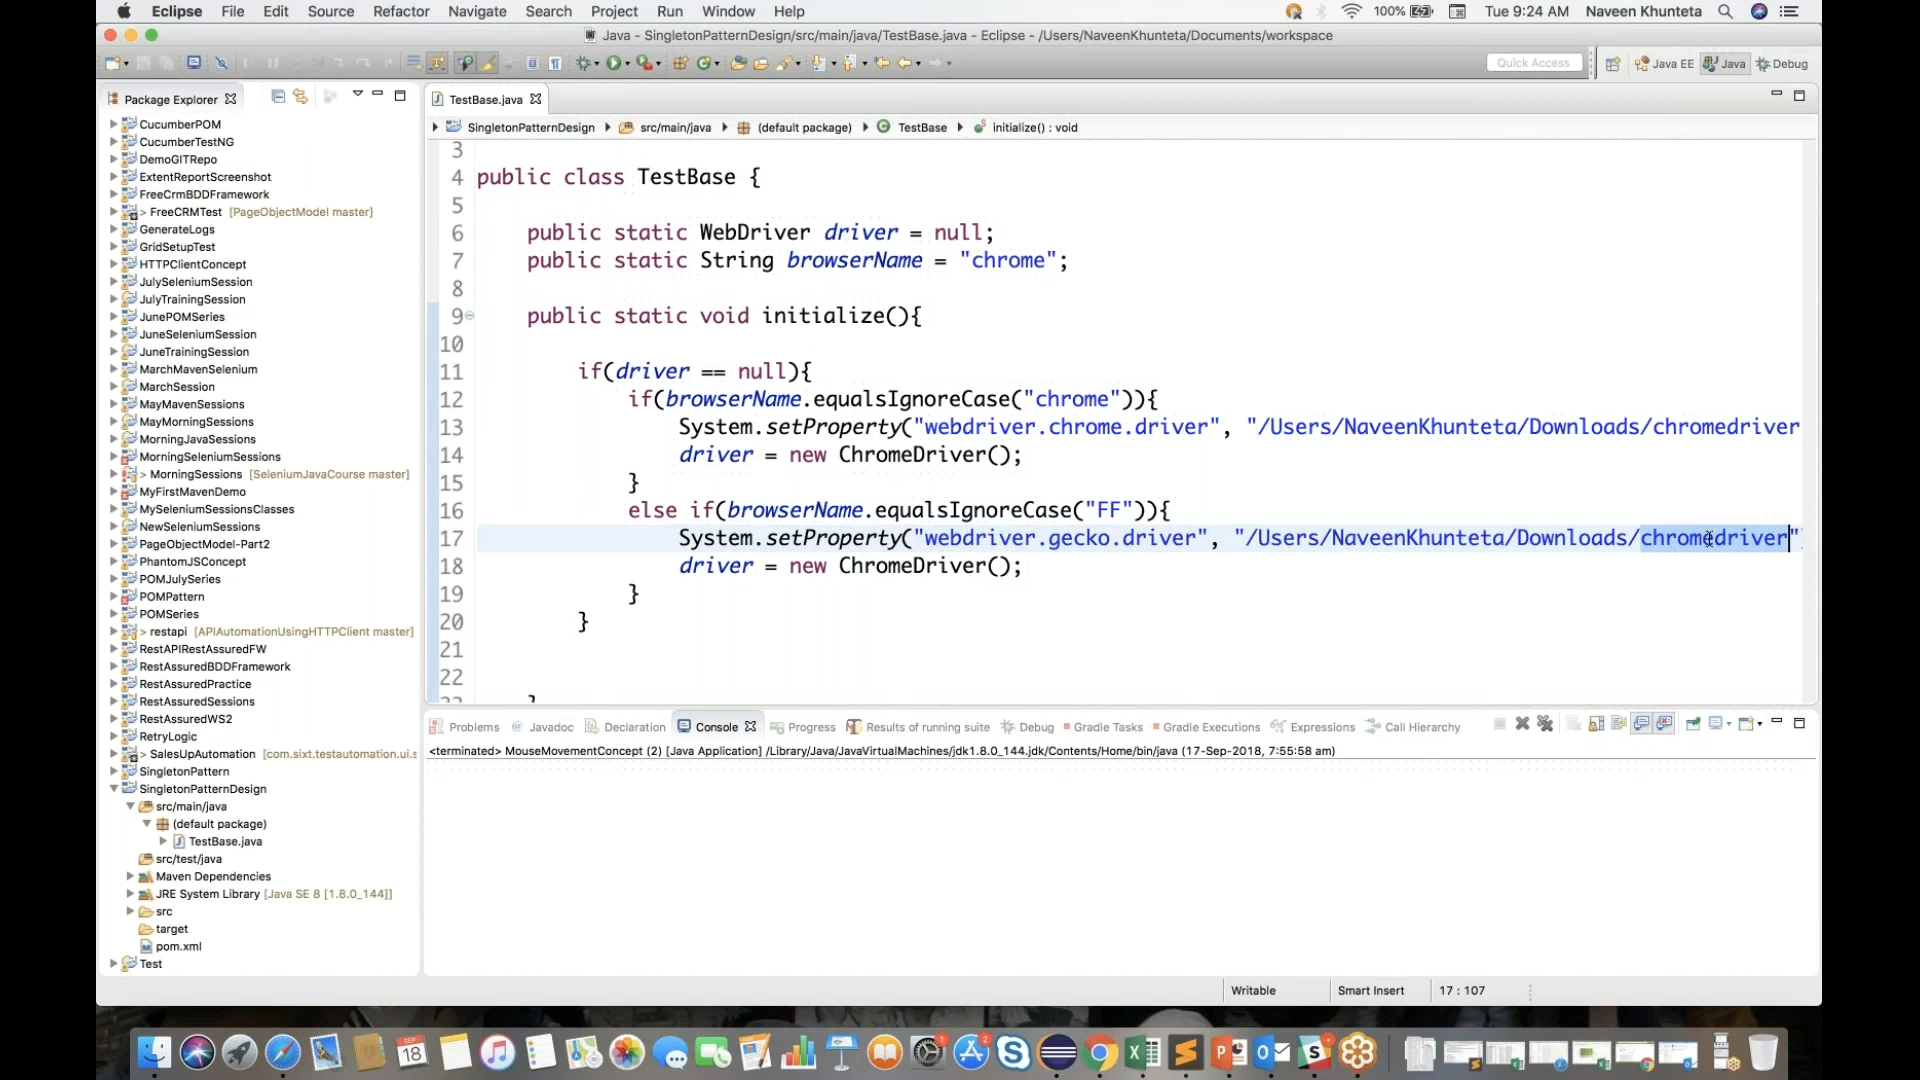 Eclipse File Edit Source Refactor Navigate Search Project Run Window Help 100% Tue 9:24 AM Naveen Khunteta
Java - SingletonPatternDesign/src/main/java/TestBase.java - Eclipse - /Users/NaveenKhunteta/Documents/workspace
Quick Access Java EE Java Debug
Package Explorer
CucumberPOM
CucumberTestNG
DemoGITRepo
ExtentReportScreenshot
FreeCrmBDDFramework
> FreeCRMTest [PageObjectModel master]
GenerateLogs
GridSetupTest
HTTPClientConcept
JulySeleniumSession
JulyTrainingSession
JunePOMSeries
JuneSeleniumSession
JuneTrainingSession
MarchMavenSelenium
MarchSession
MayMavenSessions
MayMorningSessions
MorningJavaSessions
MorningSeleniumSessions
> MorningSessions [SeleniumJavaCourse master]
MyFirstMavenDemo
MySeleniumSessionsClasses
NewSeleniumSessions
PageObjectModel-Part2
PhantomJSConcept
POMJulySeries
POMPattern
POMSeries
> restapi [APIAutomationUsingHTTPClient master]
RestAPIRestAssuredFW
RestAssuredBDDFramework
RestAssuredPractice
RestAssuredSessions
RestAssuredWS2
RetryLogic
> SalesUpAutomation [com.sixt.testautomation.ui.s
SingletonPattern
SingletonPatternDesign
src/main/java
(default package)
TestBase.java
src/test/java
Maven Dependencies
JRE System Library [Java SE 8 [1.8.0_144]]
src
target
pom.xml
Test
TestBase.java
SingletonPatternDesign src/main/java (default package) TestBase initialize() : void
3
4 public class TestBase {
5
6 public static WebDriver driver = null;
7 public static String browserName = "chrome";
8
9 public static void initialize(){
10
11 if(driver == null){
12 if(browserName.equalsIgnoreCase("chrome")){
13 System.setProperty("webdriver.chrome.driver", "/Users/NaveenKhunteta/Downloads/chromedriver
14 driver = new ChromeDriver();
15 }
16 else if(browserName.equalsIgnoreCase("FF")){
17 System.setProperty("webdriver.gecko.driver", "/Users/NaveenKhunteta/Downloads/chromedriver"
18 driver = new ChromeDriver();
19 }
20 }
21
22
Problems Javadoc Declaration Console Progress Results of running suite Debug Gradle Tasks Gradle Executions Expressions Call Hierarchy
<terminated> MouseMovementConcept (2) [Java Application] /Library/Java/JavaVirtualMachines/jdk1.8.0_144.jdk/Contents/Home/bin/java (17-Sep-2018, 7:55:58 am)
Writable Smart Insert 17 : 107
SEP
18